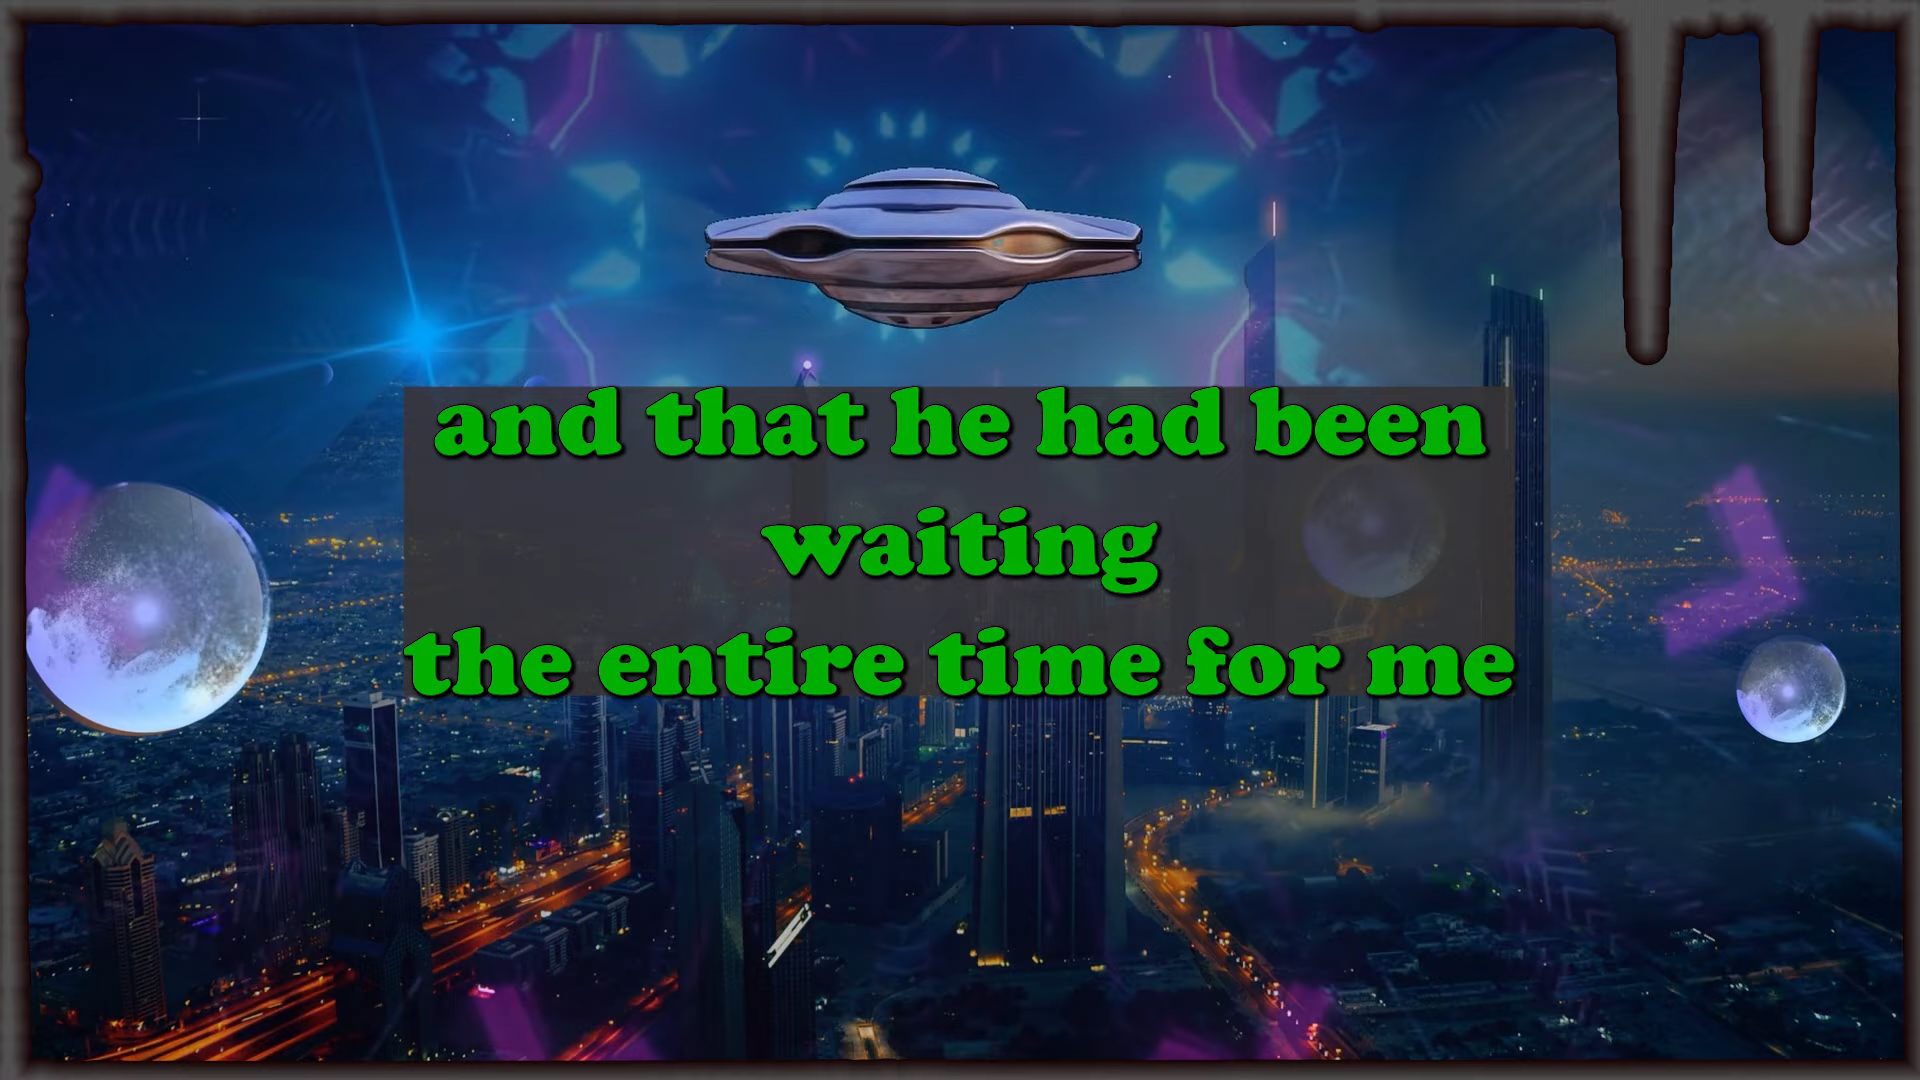 and that he had been
waiting
the entire time for me